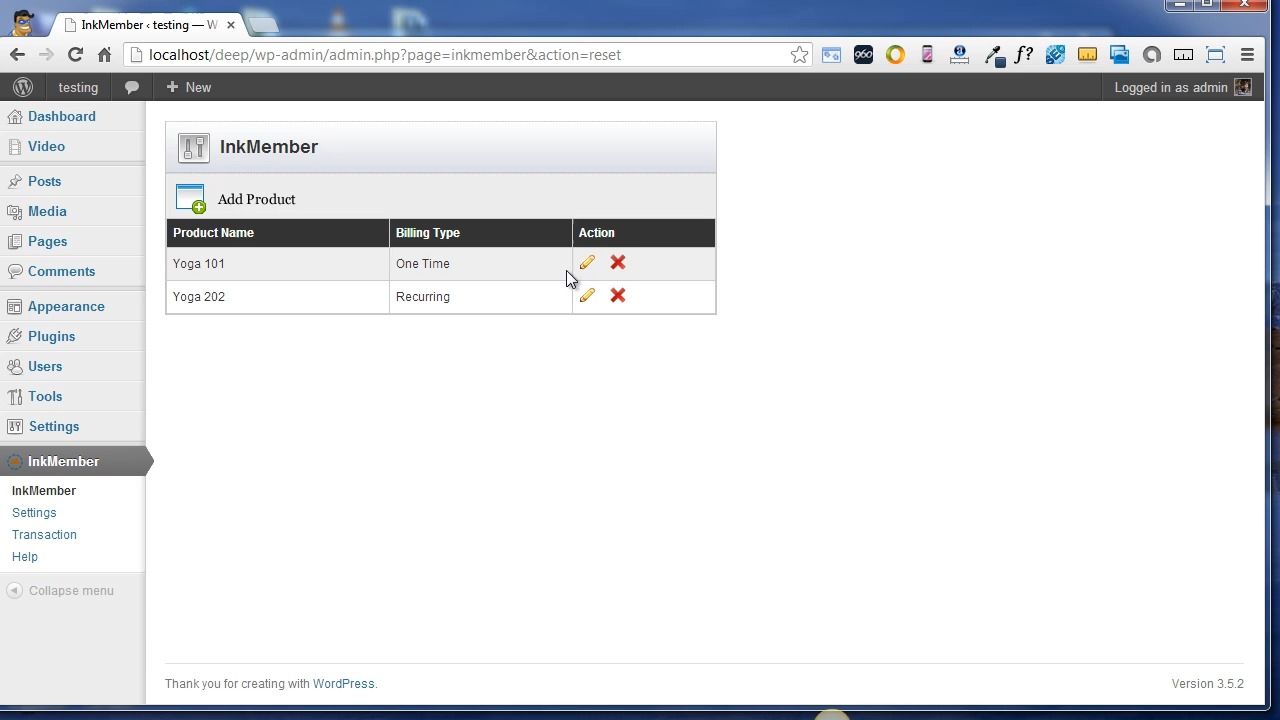 InkMember ‹ testing — W
localhost/deep/wp-admin/admin.php?page=inkmember&action=reset
960
f?
testing
New
Logged in as admin
Dashboard
Video
Posts
Media
Pages
Comments
Appearance
Plugins
Users
Tools
Settings
InkMember
InkMember
Settings
Transaction
Help
Collapse menu
InkMember
Add Product
Product Name Billing Type Action
Yoga 101 One Time
Yoga 202 Recurring
Thank you for creating with WordPress.
Version 3.5.2